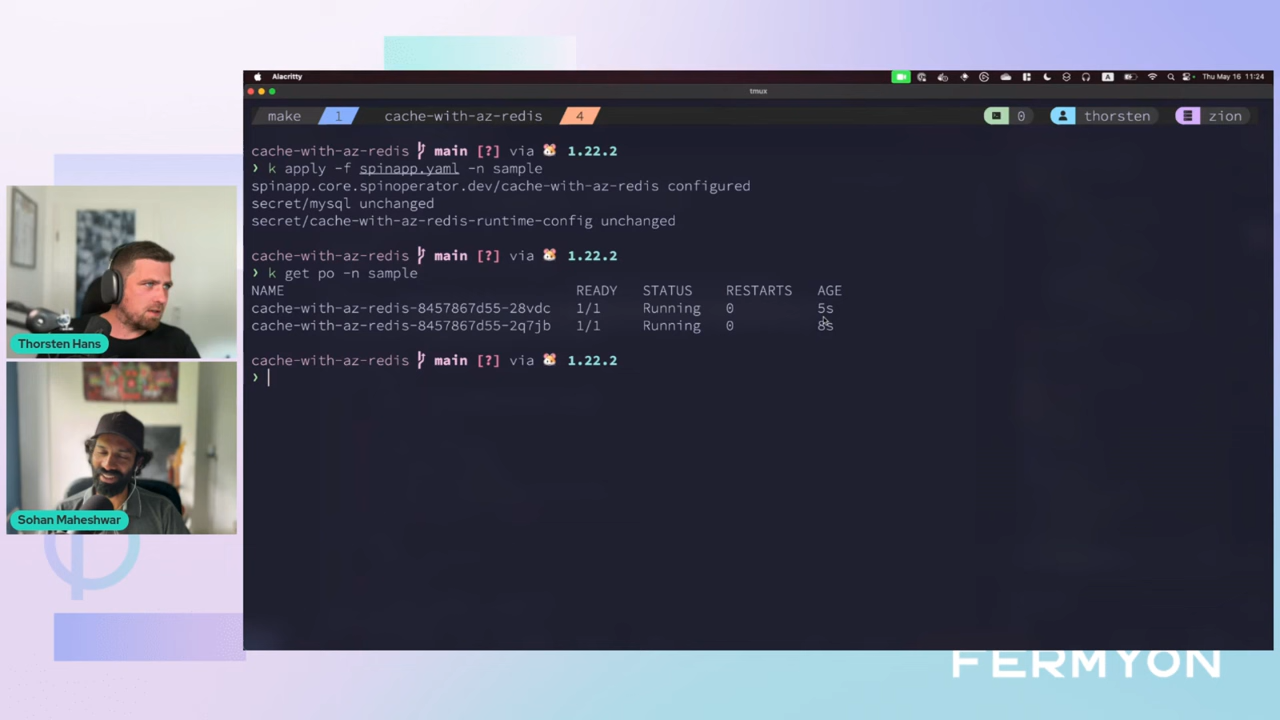 Alacritty
Thu May 16 11:24
tmux
make 1 cache-with-az-redis 4 0 thorsten zion
cache-with-az-redis main [?] via 1.22.2
❯ k apply -f spinapp.yaml -n sample
spinapp.core.spinoperator.dev/cache-with-az-redis configured
secret/mysql unchanged
secret/cache-with-az-redis-runtime-config unchanged
cache-with-az-redis main [?] via 1.22.2
❯ k get po -n sample
NAME READY STATUS RESTARTS AGE
cache-with-az-redis-8457867d55-28vdc 1/1 Running 0 5s
cache-with-az-redis-8457867d55-2q7jb 1/1 Running 0 8s
cache-with-az-redis main [?] via 1.22.2
❯
Thorsten Hans
Sohan Maheshwar
FERMYON